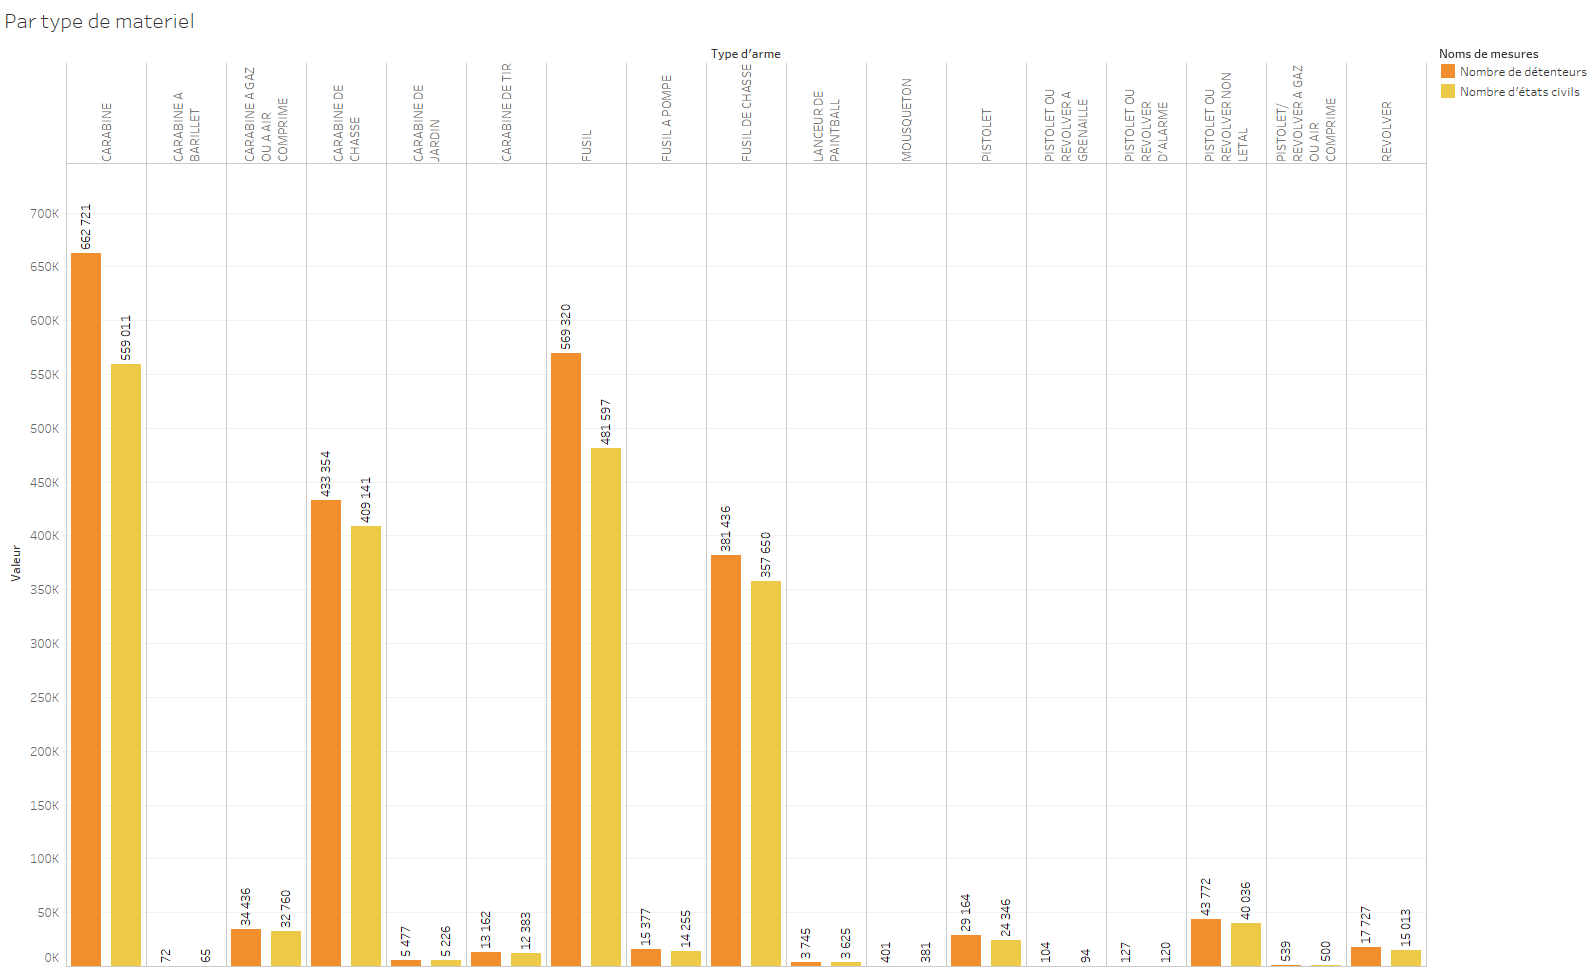 Par type de materiel
Type d'arme
Noms de mesures
Nombre de détenteurs
Nombre d'états civils
CARABINE
CARABINE A
BARILLET
CARABINE A GAZ
OU A AIR
COMPRIME
CARABINE DE
CHASSE
CARABINE DE
JARDIN
CARABINE DE TIR
FUSIL
FUSIL A POMPE
FUSIL DE CHASSE
LANCEUR DE
PAINTBALL
MOUSQUETON
PISTOLET
PISTOLET OU
REVOLVER A
GRENAILLE
PISTOLET OU
REVOLVER
D'ALARME
PISTOLET OU
REVOLVER NON
LETAL
PISTOLET/
REVOLVER A GAZ
OU AIR
COMPRIME
REVOLVER
Valeur
700K
650K
600K
550K
500K
450K
400K
350K
300K
250K
200K
150K
100K
50K
0K
662 721
559 011
72
65
34 436
32 760
433 354
409 141
5 477
5 226
13 162
12 383
569 320
481 597
15 377
14 255
381 436
357 650
3 745
3 625
401
381
29 164
24 346
104
94
127
120
43 772
40 036
539
500
17 727
15 013